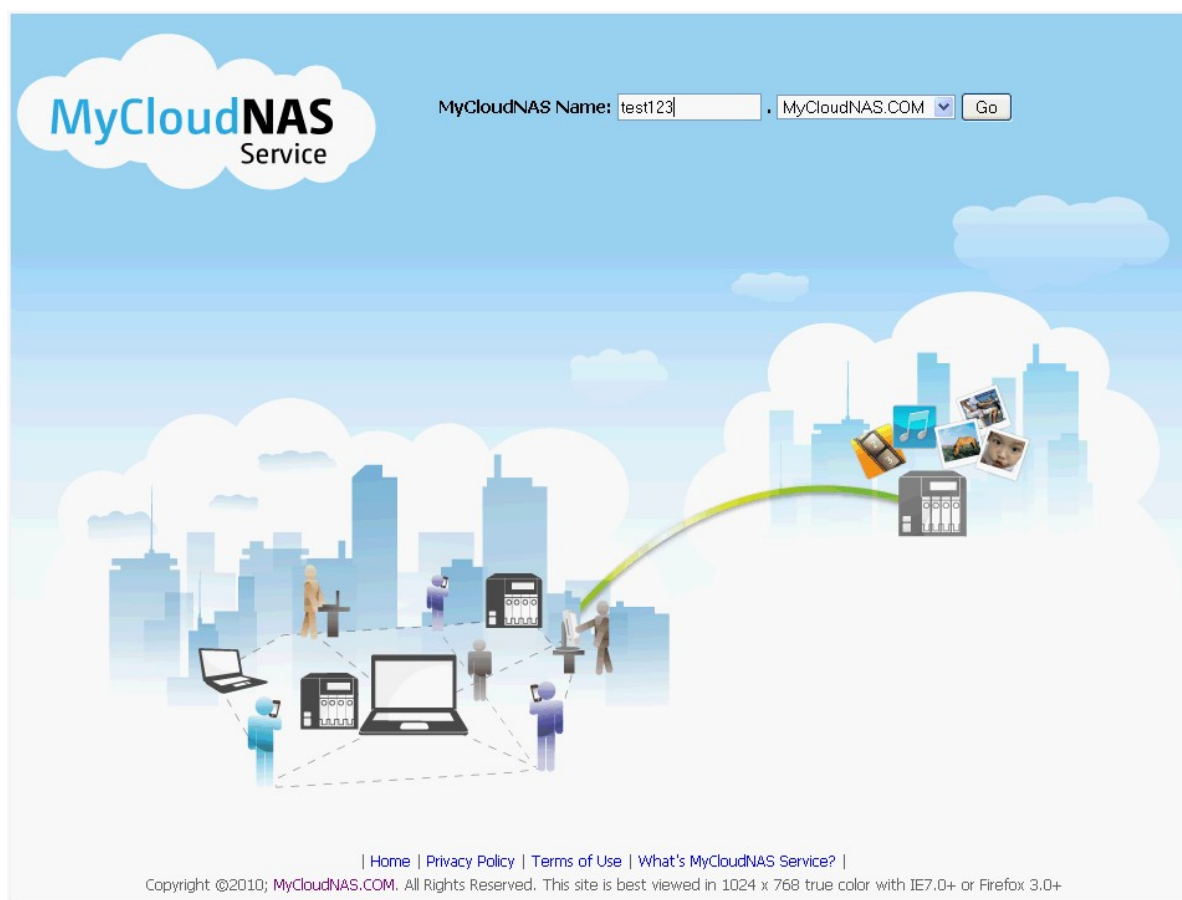 MyCloudNAS
Service
MyCloudNAS Name: test123 . MyCloudNAS.COM Go
| Home | Privacy Policy | Terms of Use | What's MyCloudNAS Service? |
Copyright ©2010; MyCloudNAS.COM. All Rights Reserved. This site is best viewed in 1024 x 768 true color with IE7.0+ or Firefox 3.0+